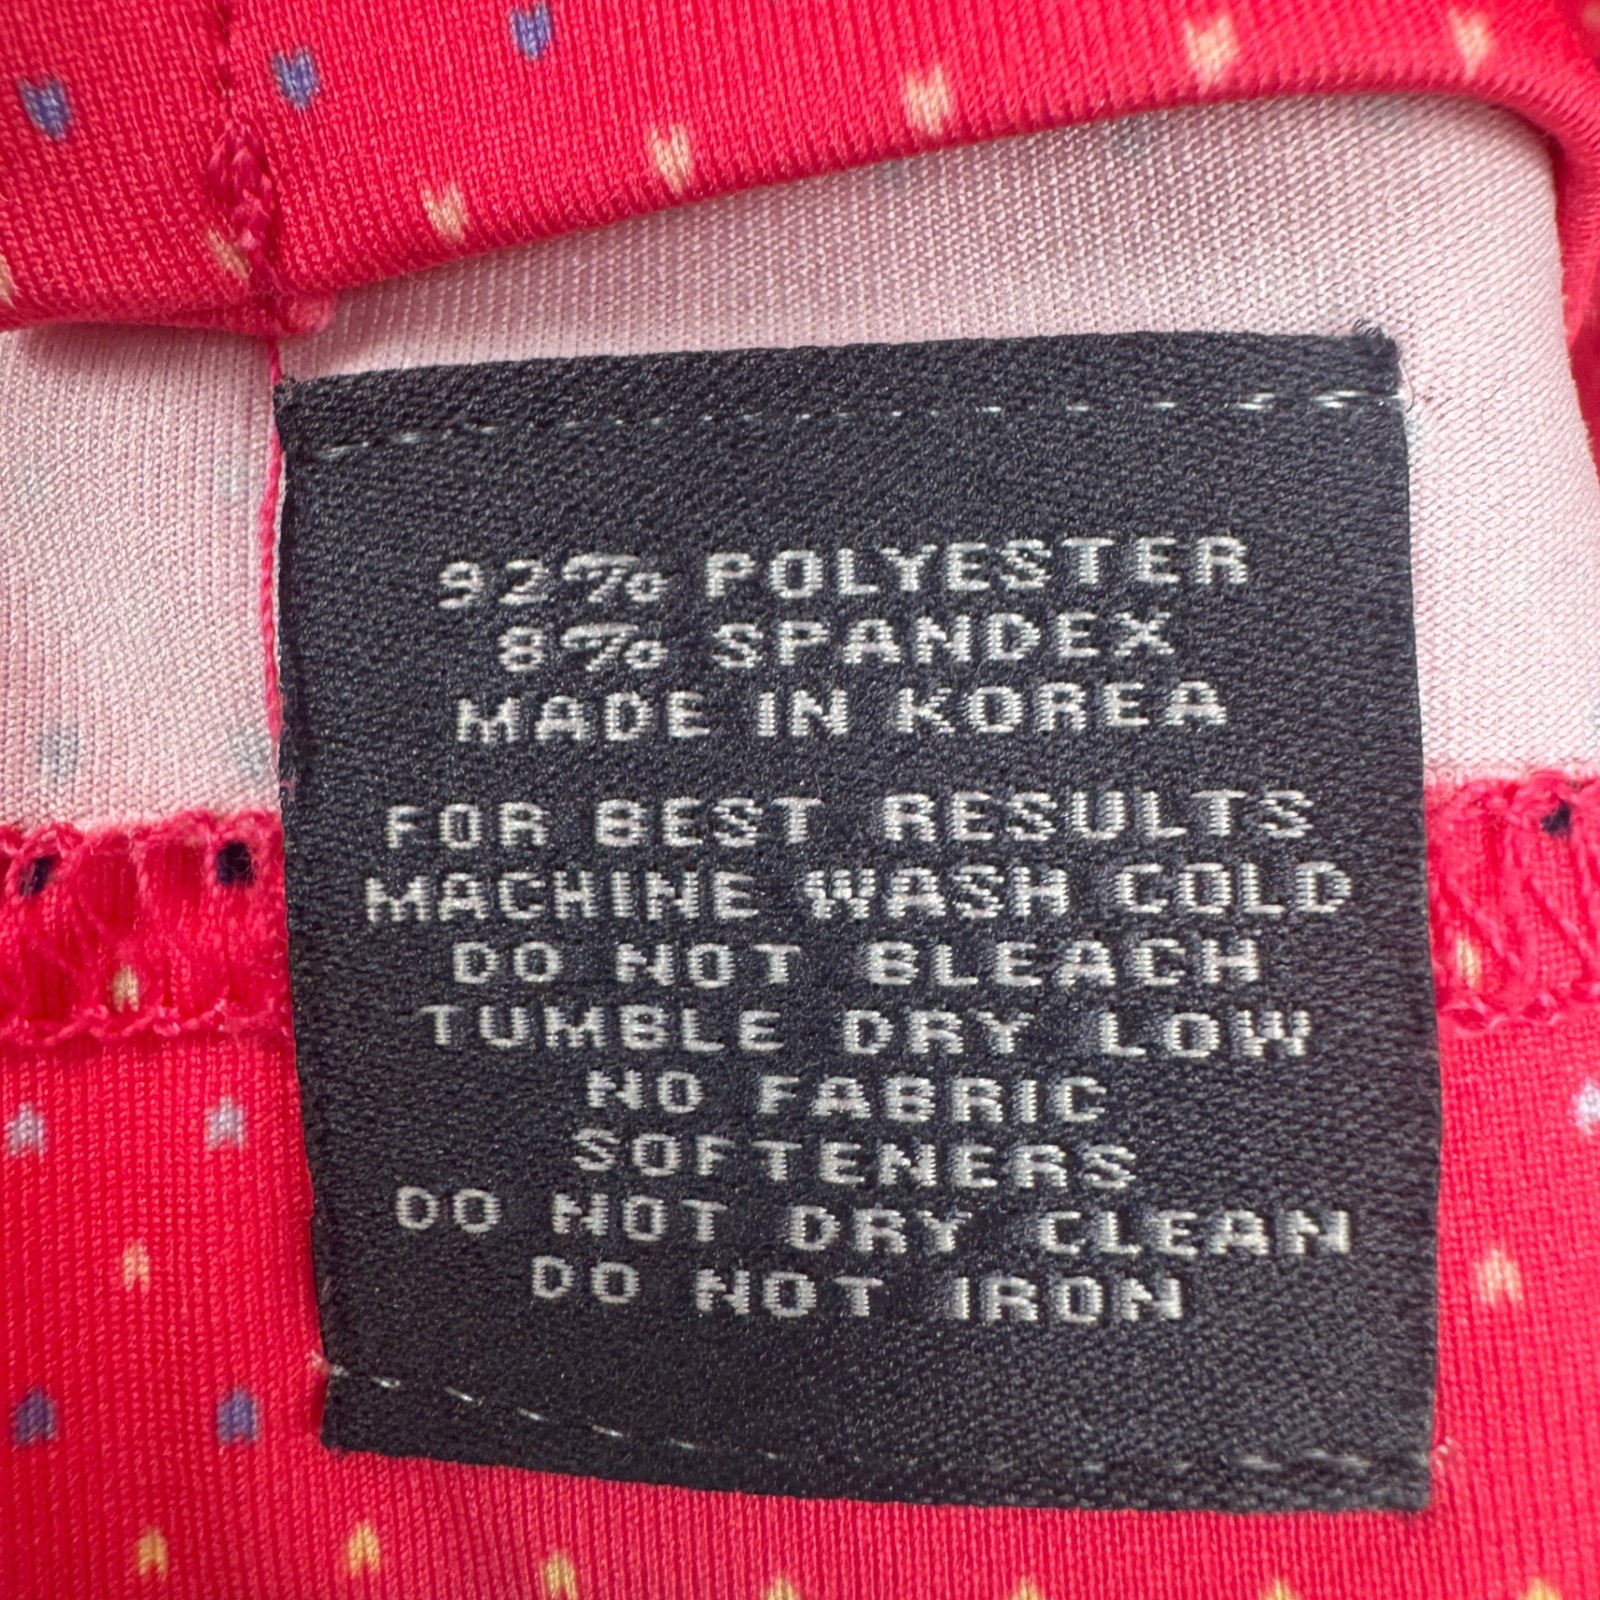 92% POLYESTER
8% SPANDEX
MADE IN KOREA
FOR BEST RESULTS
MACHINE WASH COLD
DO NOT BLEACH
TUMBLE DRY LOW
NO FABRIC
SOFTENERS
DO NOT DRY CLEAN
DO NOT IRON